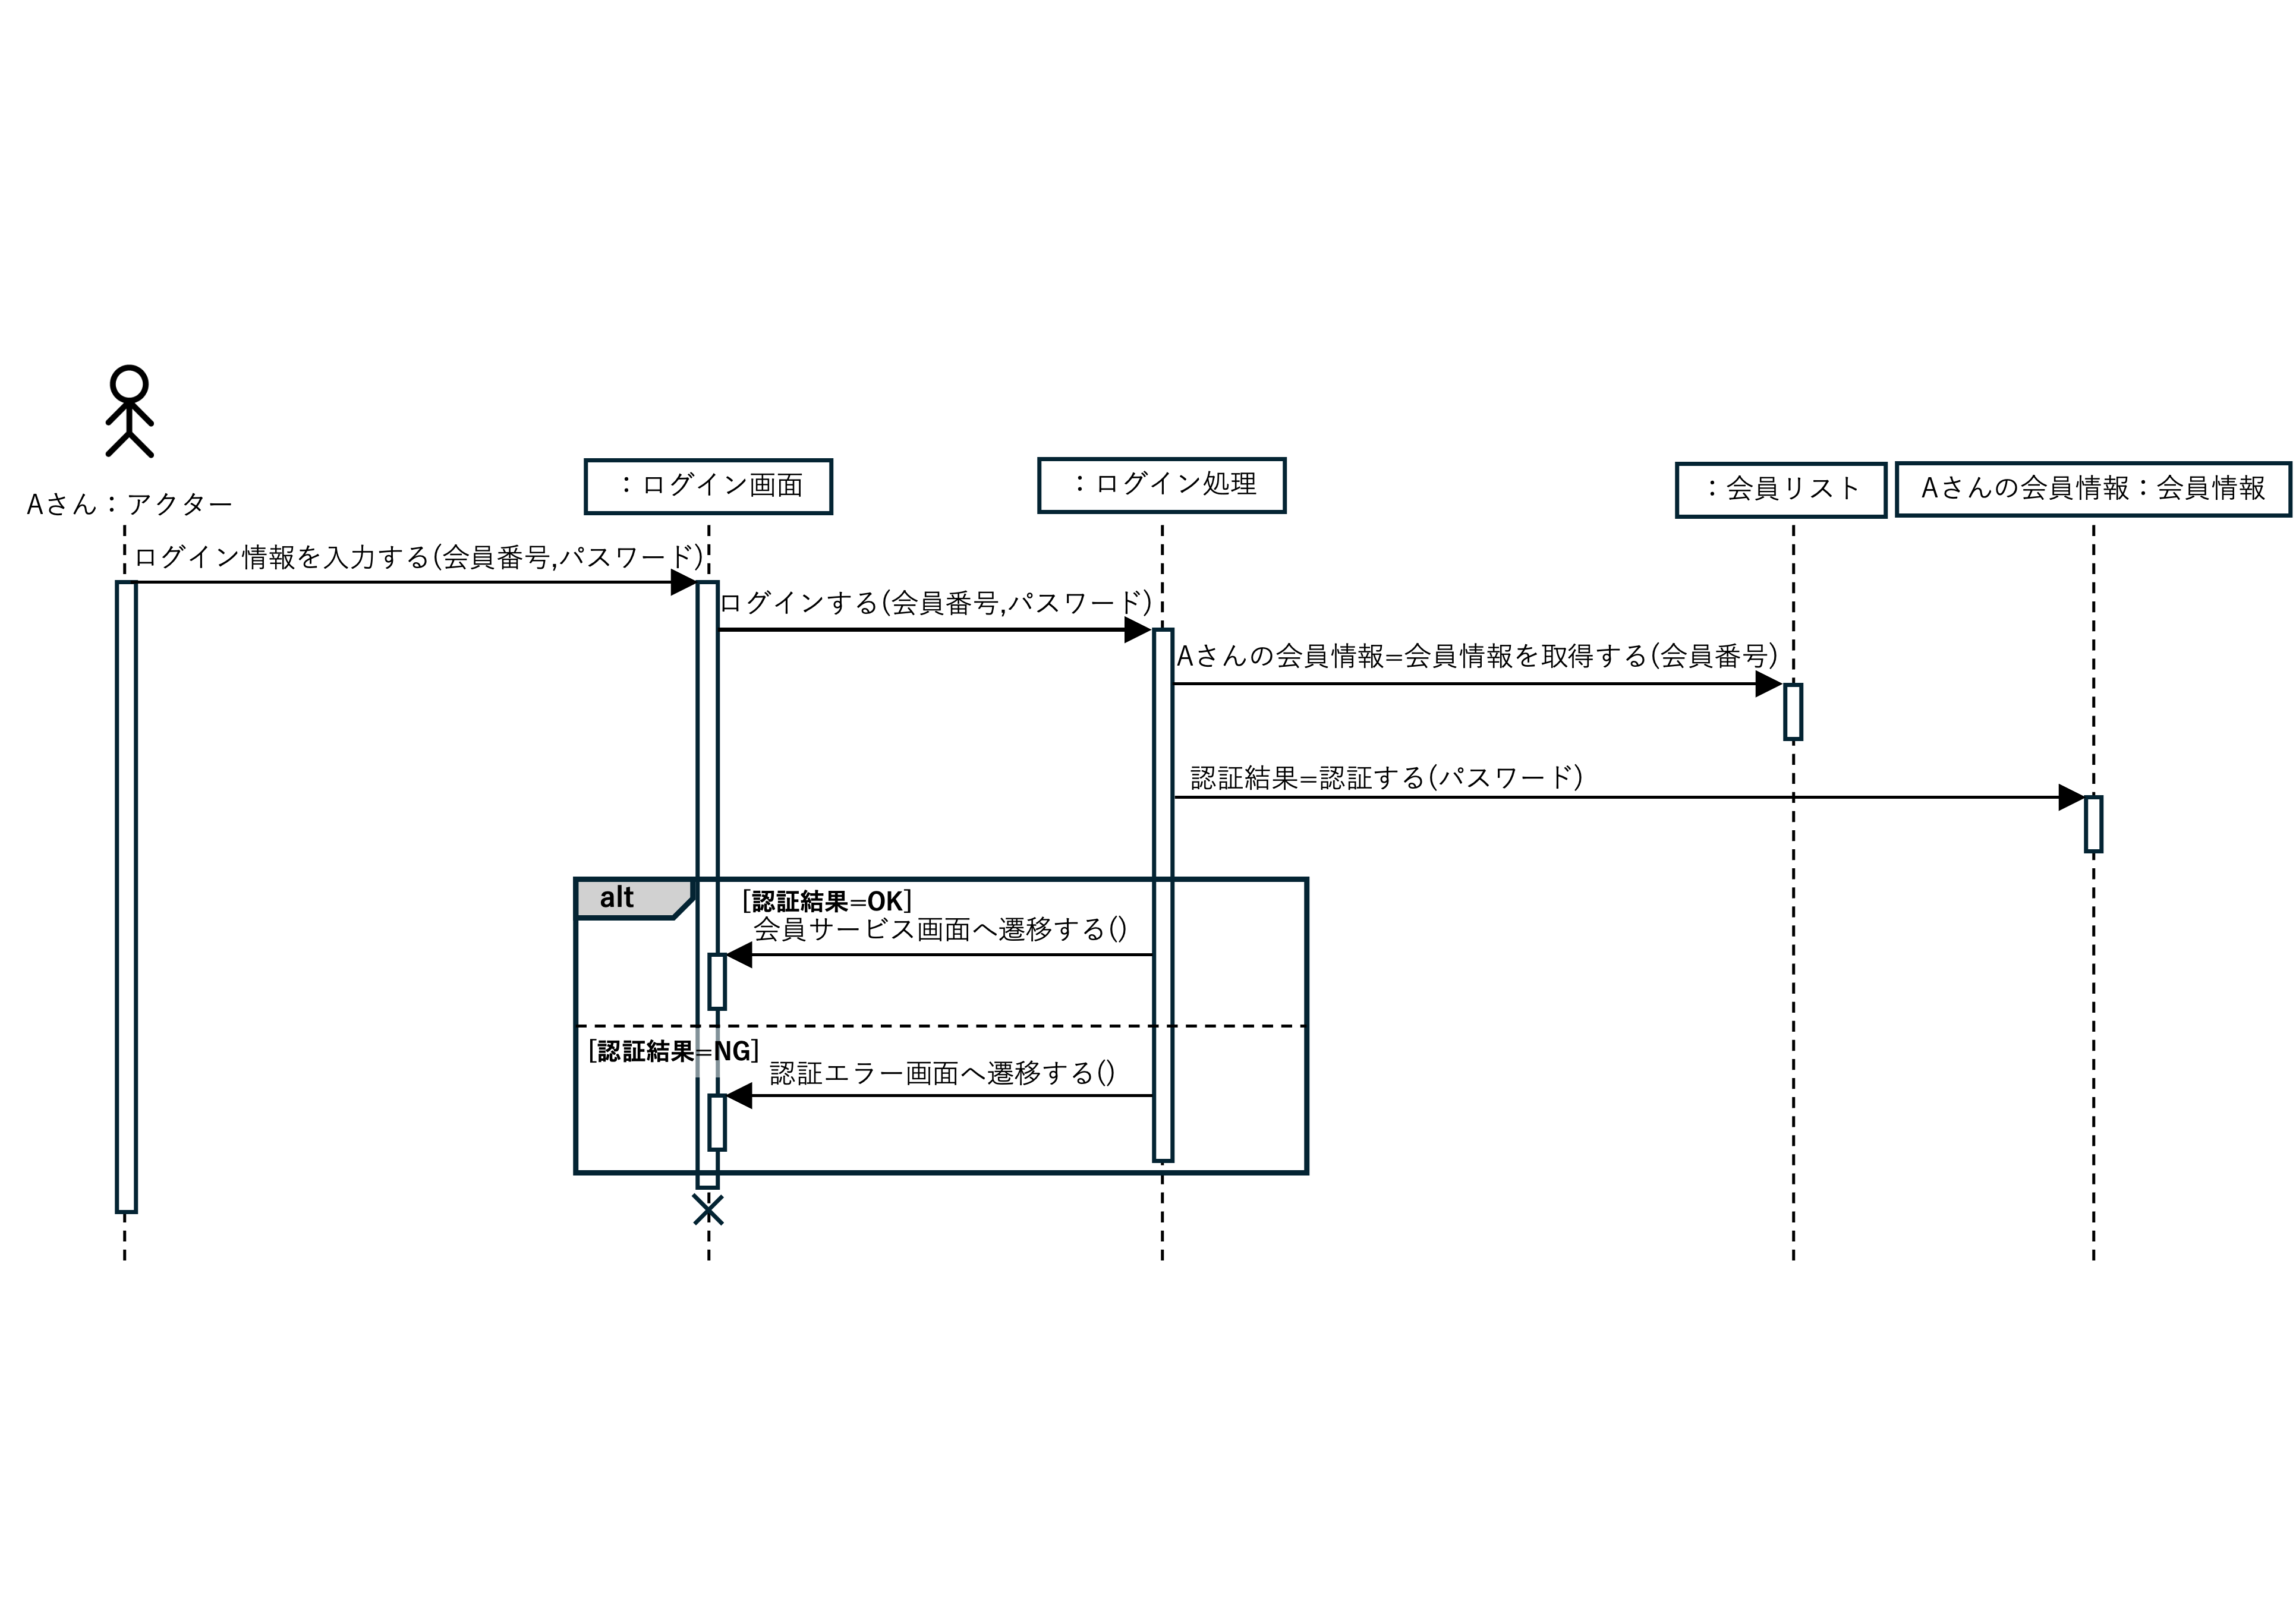 ：ログイン画面
：ログイン処理
：会員リスト
Aさんの会員情報：会員情報
Aさん：アクター
ログイン情報を入力する(会員番号,パスワード)
ログインする(会員番号,パスワード)
Aさんの会員情報=会員情報を取得する(会員番号)
認証結果=認証する(パスワード)
alt
[認証結果=OK]
会員サービス画面へ遷移する()
[認証結果=NG]
認証エラー画面へ遷移する()